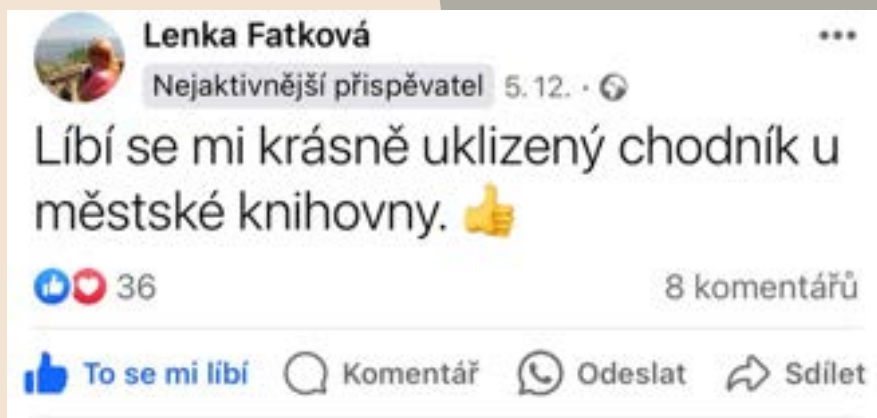 Lenka Fatková
Nejaktivnější přispěvatel 5. 12. ·
Líbí se mi krásně uklizený chodník u
městské knihovny. 👍
36 8 komentářů
To se mi líbí Komentář Odeslat Sdílet